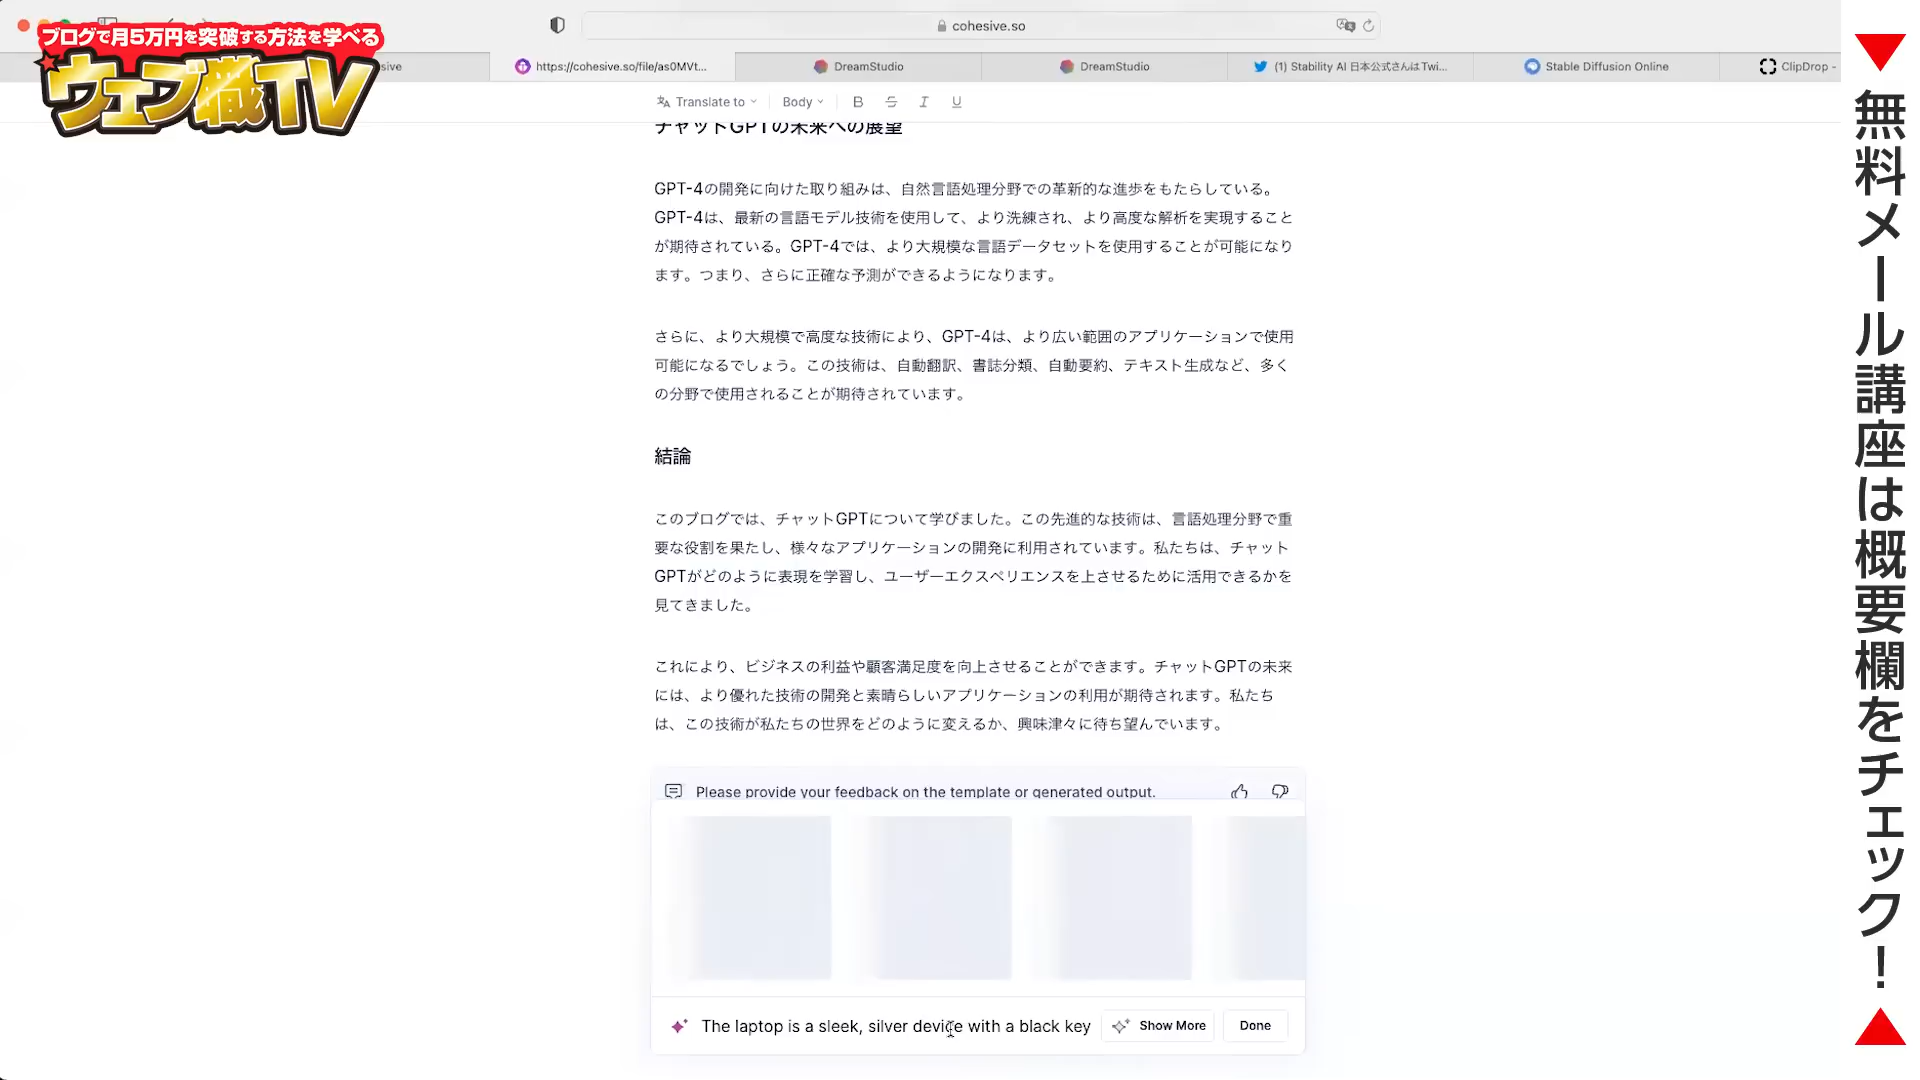 ブログで月5万円を突破する方法を学べる
ウェブ職TV
cohesive.so
sive
https://cohesive.so/file/as0MVt...
DreamStudio
DreamStudio
(1) Stability AI 日本公式さんはTwi...
Stable Diffusion Online
ClipDrop -
Translate to
Body
B
S
I
U
チャットGPTの未来への展望
GPT-4の開発に向けた取り組みは、自然言語処理分野での革新的な進歩をもたらしている。
GPT-4は、最新の言語モデル技術を使用して、より洗練され、より高度な解析を実現すること
が期待されている。GPT-4では、より大規模な言語データセットを使用することが可能になり
ます。つまり、さらに正確な予測ができるようになります。
さらに、より大規模で高度な技術により、GPT-4は、より広い範囲のアプリケーションで使用
可能になるでしょう。この技術は、自動翻訳、書誌分類、自動要約、テキスト生成など、多く
の分野で使用されることが期待されています。
結論
このブログでは、チャットGPTについて学びました。この先進的な技術は、言語処理分野で重
要な役割を果たし、様々なアプリケーションの開発に利用されています。私たちは、チャット
GPTがどのように表現を学習し、ユーザーエクスペリエンスを上させるために活用できるかを
見てきました。
これにより、ビジネスの利益や顧客満足度を向上させることができます。チャットGPTの未来
には、より優れた技術の開発と素晴らしいアプリケーションの利用が期待されます。私たち
は、この技術が私たちの世界をどのように変えるか、興味津々に待ち望んでいます。
Please provide your feedback on the template or generated output.
The laptop is a sleek, silver device with a black key
Show More
Done
無料メール講座は概要欄をチェック!